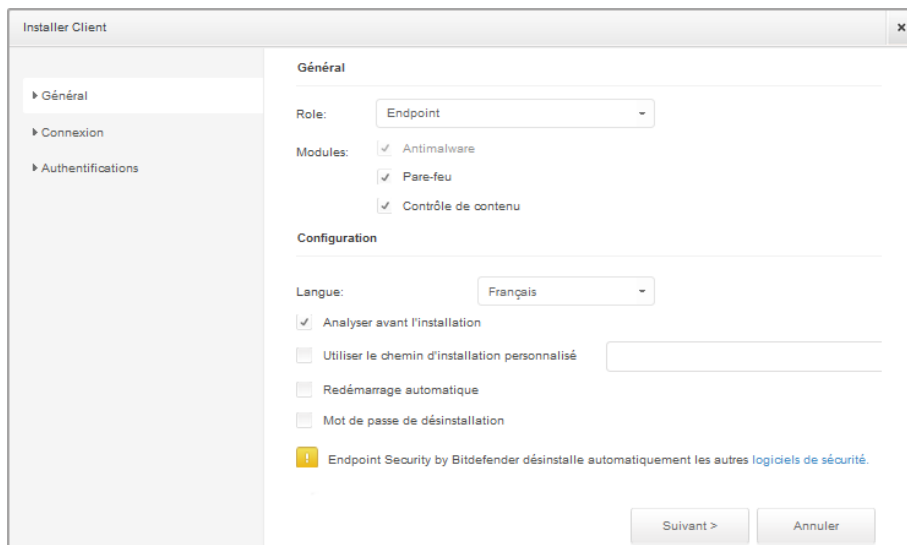 Installer Client
×
Général
Connexion
Authentifications
Général
Role: Endpoint
Modules: Antimalware
Pare-feu
Contrôle de contenu
Configuration
Langue: Français
Analyser avant l'installation
Utiliser le chemin d'installation personnalisé
Redémarrage automatique
Mot de passe de désinstallation
! Endpoint Security by Bitdefender désinstalle automatiquement les autres logiciels de sécurité.
Suivant > Annuler